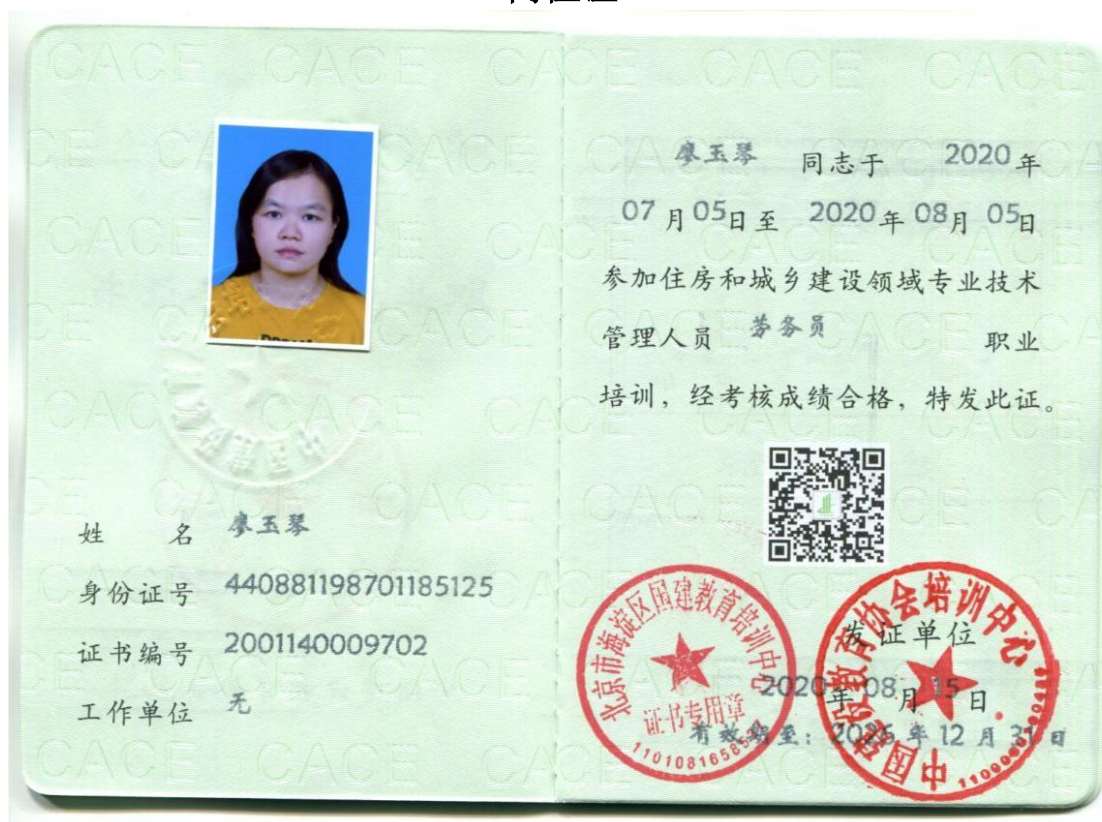 姓 名 廖玉琴
身份证号 440881198701185125
证书编号 2001140009702
工作单位 无
廖玉琴 同志于 2020 年
07 月 05 日 至 2020 年 08 月 05 日
参加住房和城乡建设领域专业技术
管理人员 劳务员 职业
培训，经考核成绩合格，特发此证。
发证单位
2020 年 08 月 15 日
有效期至：2025 年 12 月 31 日
北京市海淀区国建教育培训中心
证书专用章
中国建设教育协会培训中心
CACE